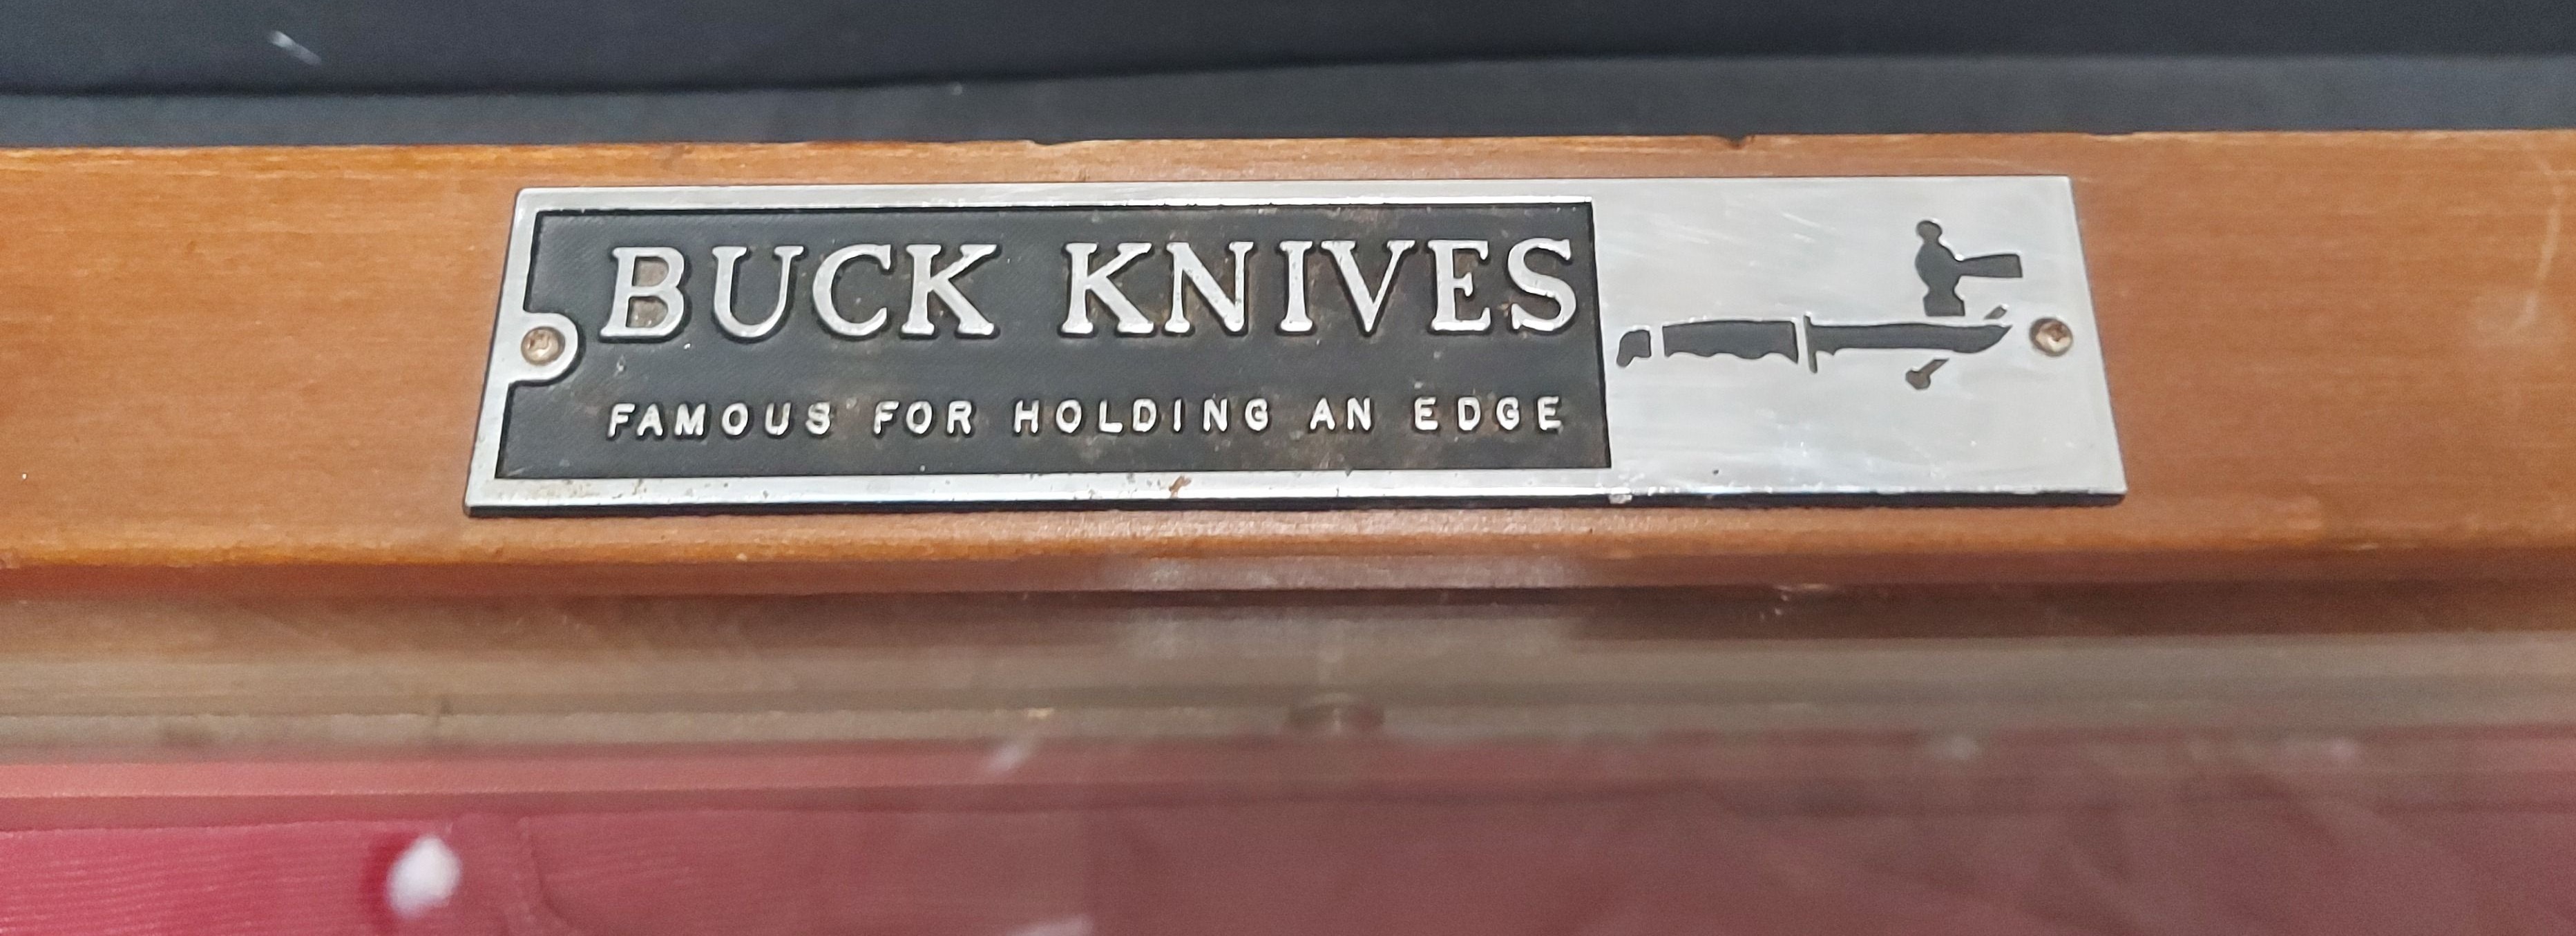 BUCK KNIVES
FAMOUS FOR HOLDING AN EDGE